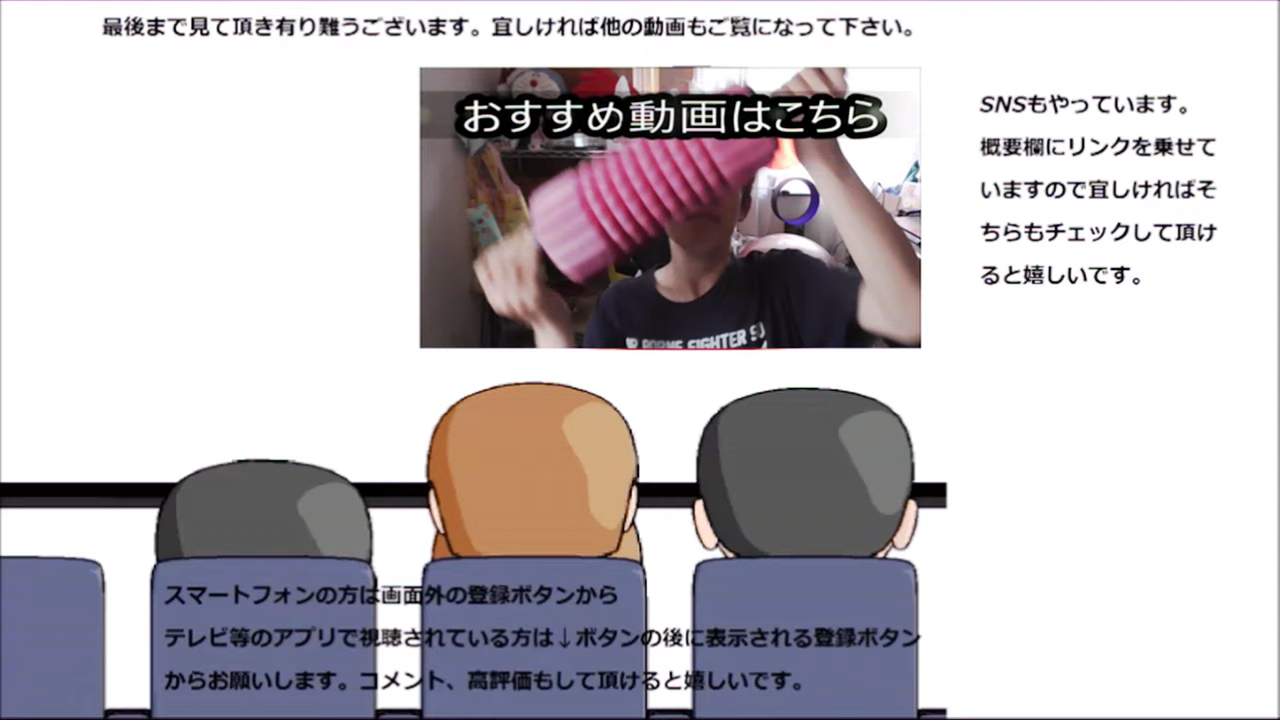 最後まで見て頂き有り難うございます。宜しければ他の動画もご覧になって下さい。
おすすめ動画はこちら
SNSもやっています。
概要欄にリンクを乗せて
いますので宜しければそ
ちらもチェックして頂け
ると嬉しいです。
FIGHTER
スマートフォンの方は画面外の登録ボタンから
テレビ等のアプリで視聴されている方は↓ボタンの後に表示される登録ボタン
からお願いします。コメント、高評価もして頂けると嬉しいです。